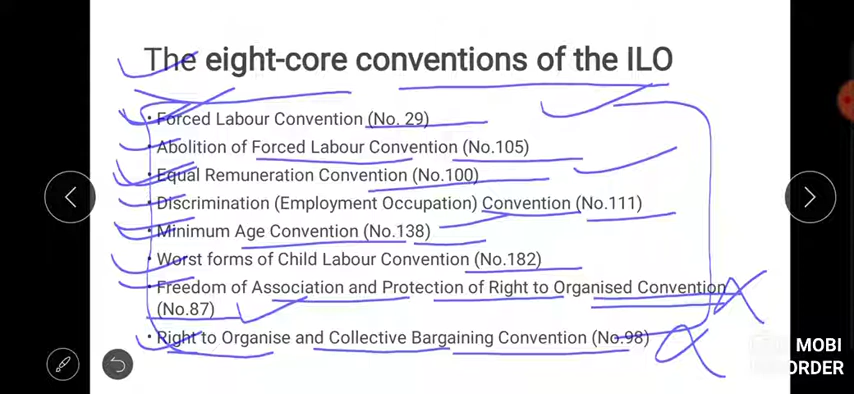 The eight-core conventions of the ILO
• Forced Labour Convention (No. 29)
• Abolition of Forced Labour Convention (No.105)
• Equal Remuneration Convention (No.100)
• Discrimination (Employment Occupation) Convention (No.111)
• Minimum Age Convention (No.138)
• Worst forms of Child Labour Convention (No.182)
• Freedom of Association and Protection of Right to Organised Convention
(No.87)
• Right to Organise and Collective Bargaining Convention (No.98)
MOBI
ORDER